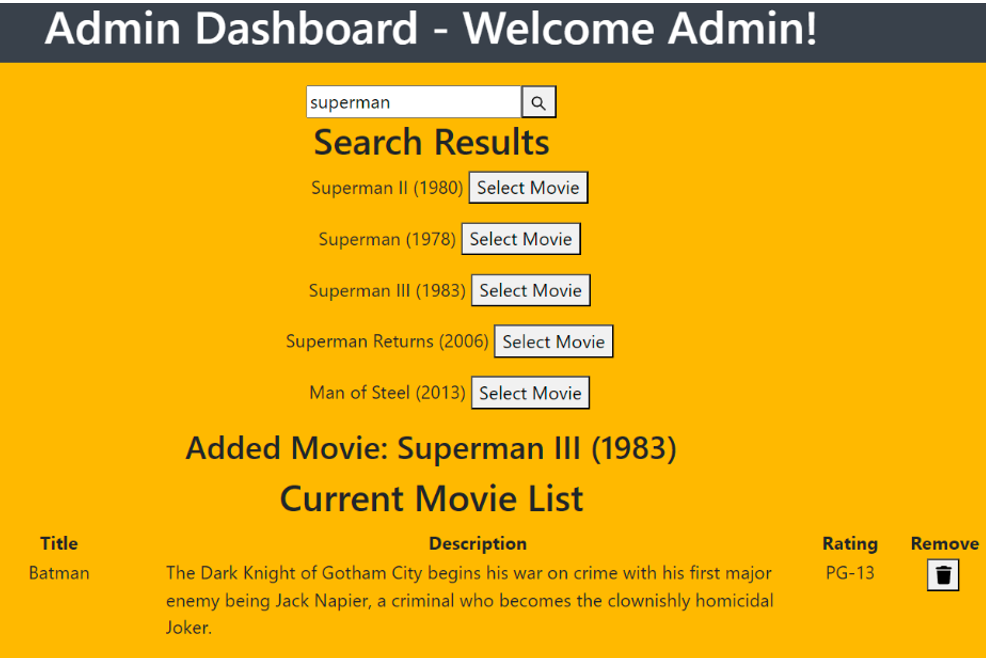 Admin Dashboard - Welcome Admin!
superman
Search Results
Superman II (1980) Select Movie
Superman (1978) Select Movie
Superman III (1983) Select Movie
Superman Returns (2006) Select Movie
Man of Steel (2013) Select Movie
Added Movie: Superman III (1983)
Current Movie List
Title Description Rating Remove
Batman The Dark Knight of Gotham City begins his war on crime with his first major PG-13
enemy being Jack Napier, a criminal who becomes the clownishly homicidal
Joker.